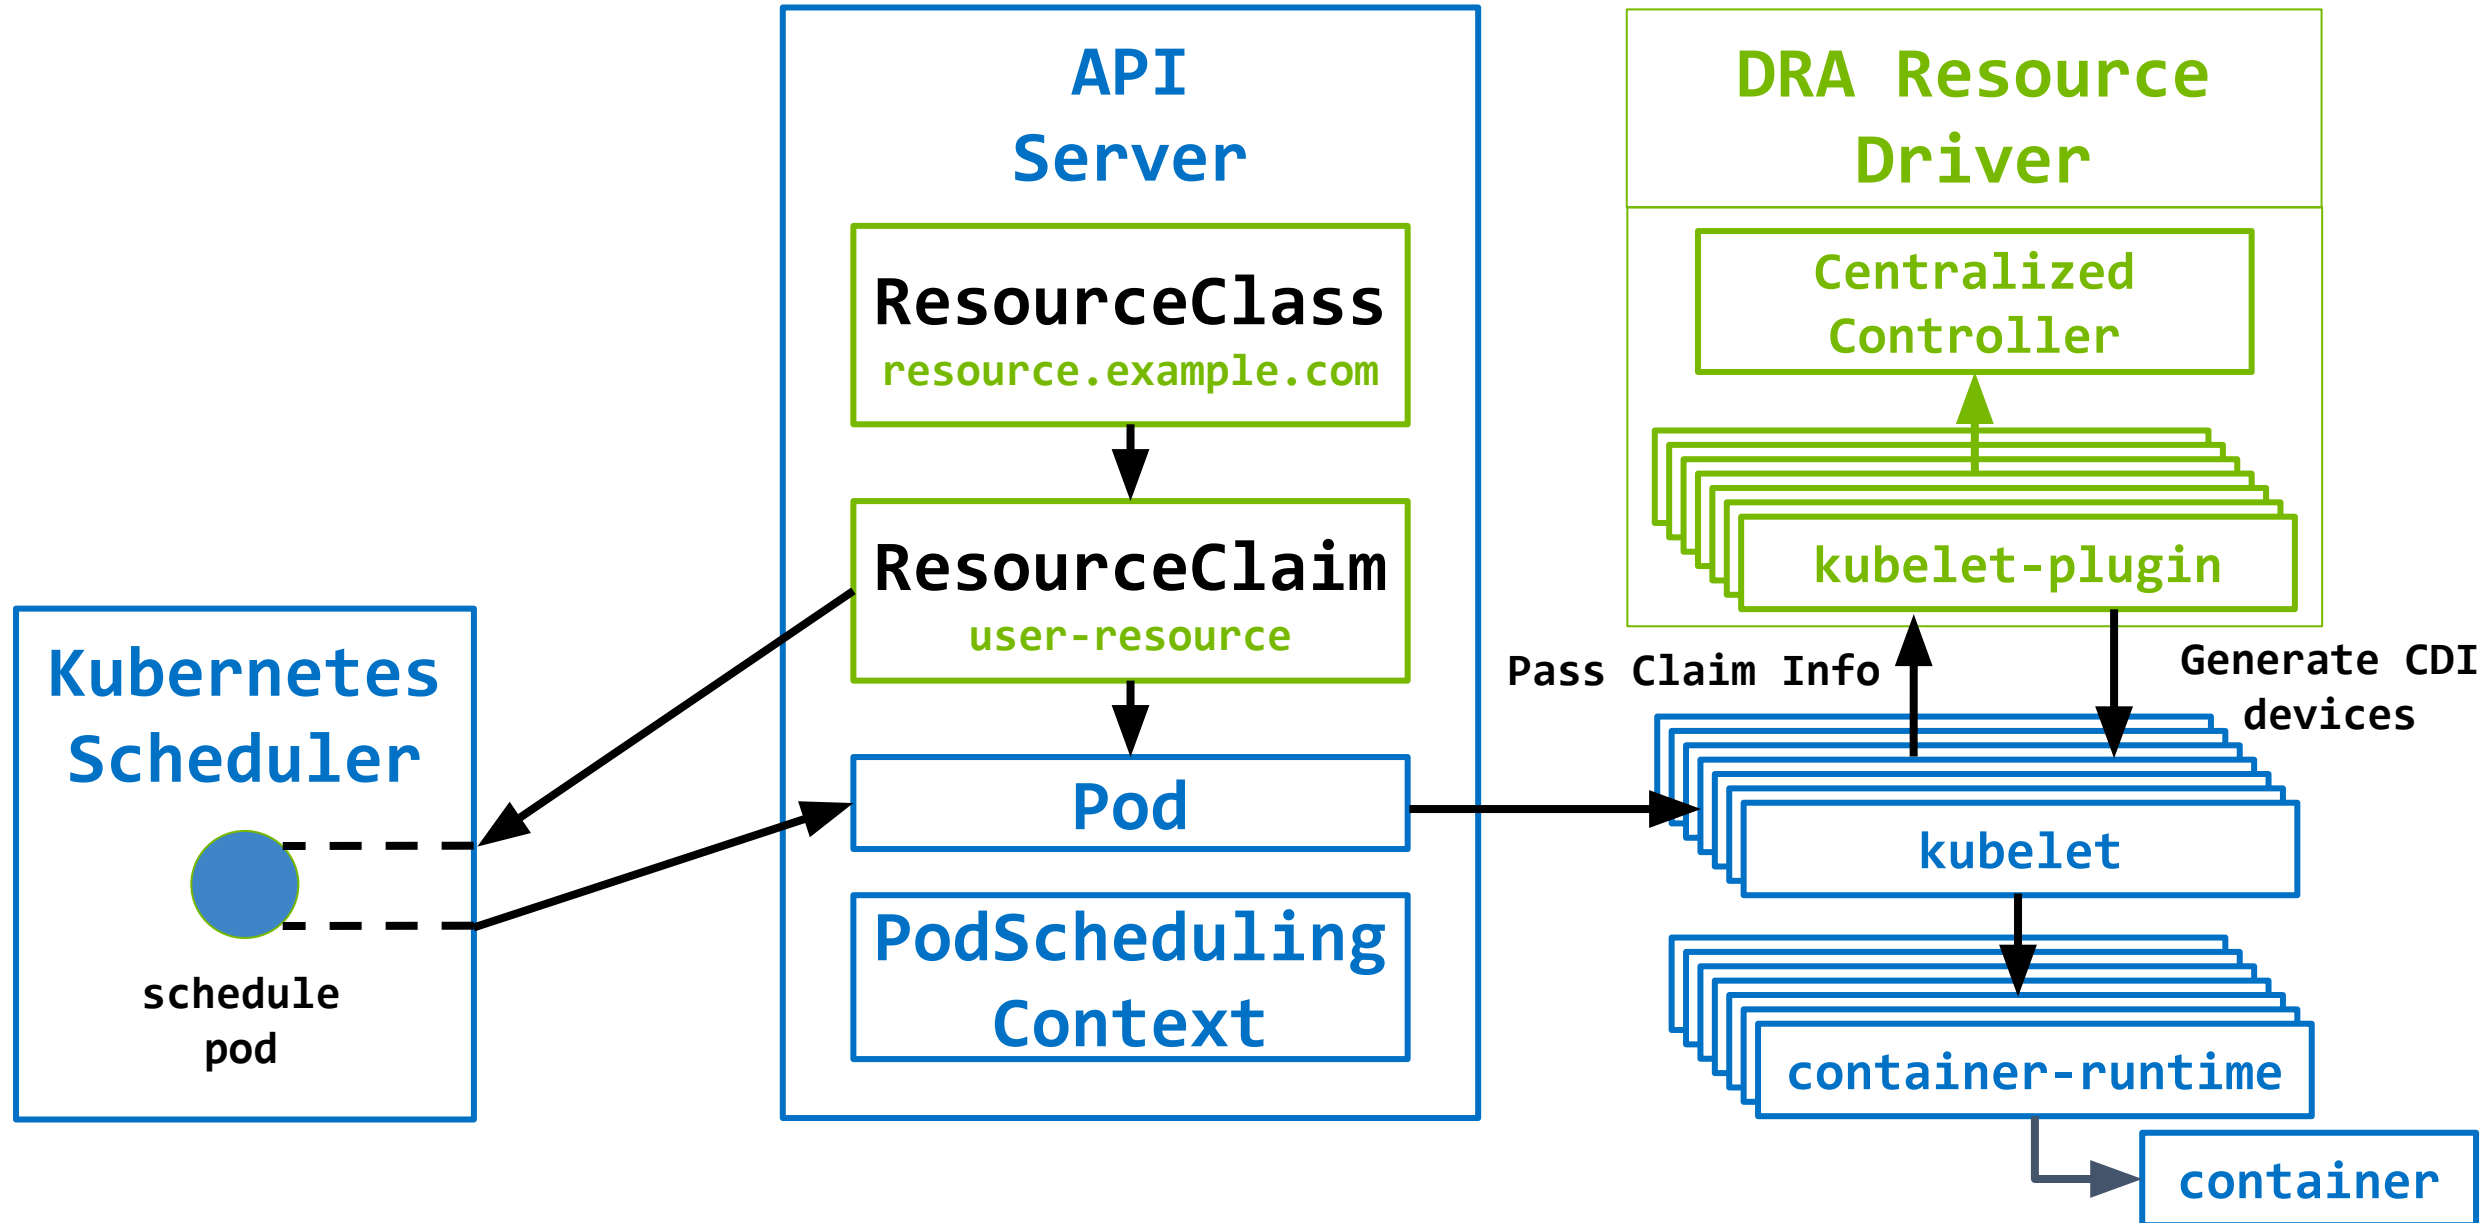 Kubernetes
Scheduler
schedule
pod
API
Server
ResourceClass
resource.example.com
ResourceClaim
user-resource
Pod
PodScheduling
Context
DRA Resource
Driver
Centralized
Controller
kubelet-plugin
Pass Claim Info
Generate CDI
devices
kubelet
container-runtime
container